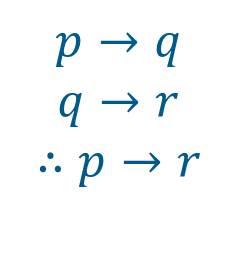 p → q
q → r
∴ p → r